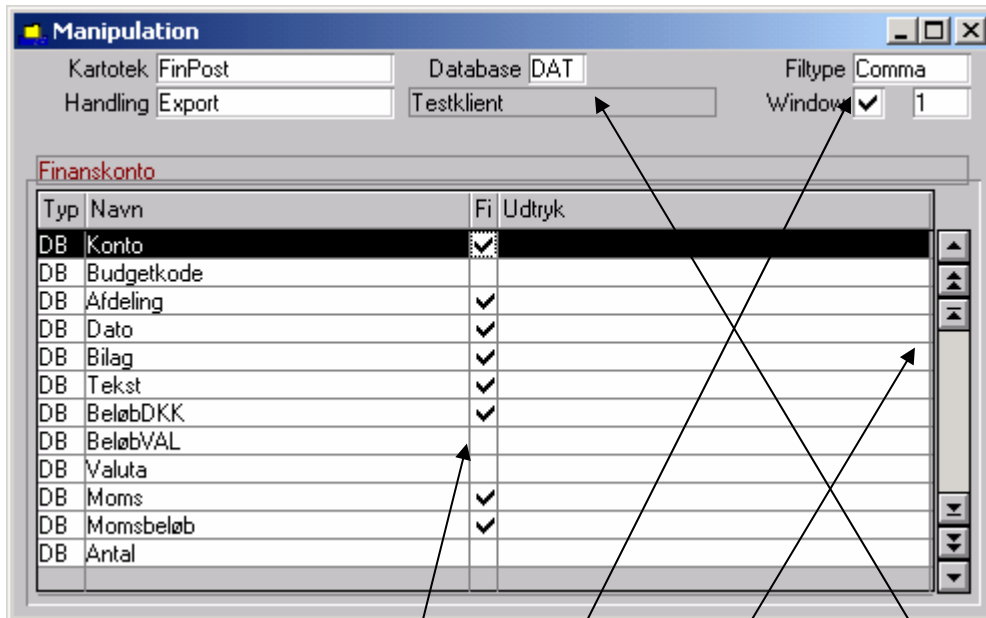 Manipulation
Kartotek FinPost Database DAT Filtype Comma
Handling Export Testklient Window 1
Finanskonto
Typ Navn Fi Udtryk
DB Konto
DB Budgetkode
DB Afdeling
DB Dato
DB Bilag
DB Tekst
DB BeløbDKK
DB BeløbVAL
DB Valuta
DB Moms
DB Momsbeløb
DB Antal